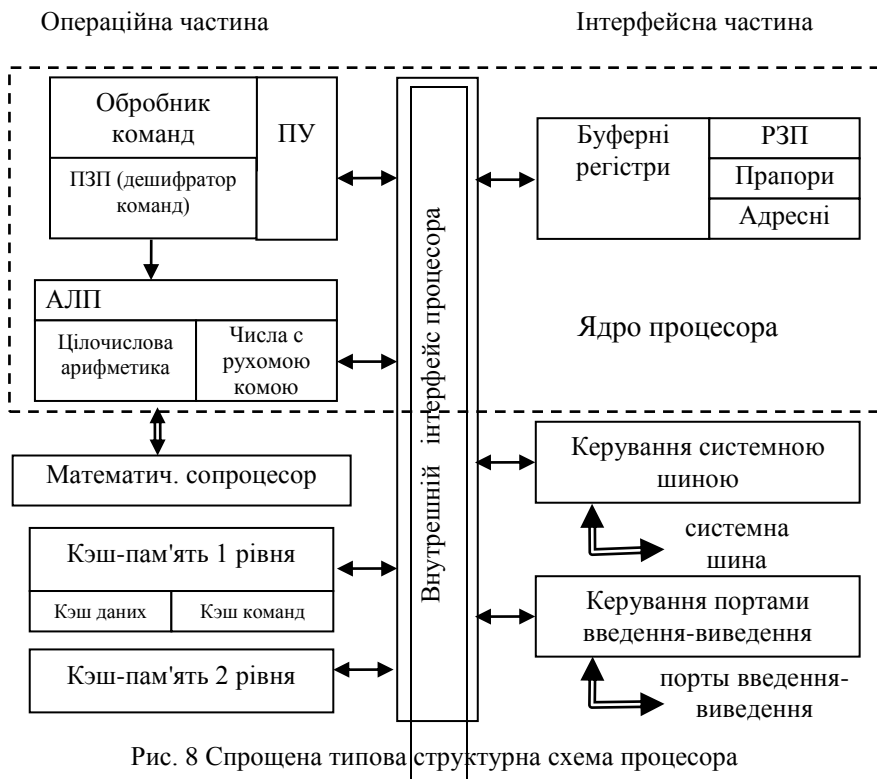 Операційна частина
Інтерфейсна частина
Обробник
команд
ПУ
ПЗП (дешифратор
команд)
АЛП
Цілочислова
арифметика
Числа с
рухомою
комою
Математич. сопроцесор
Кэш-пам'ять 1 рівня
Кэш даних
Кэш команд
Кэш-пам'ять 2 рівня
Внутрешній інтерфейс процесора
Буферні
регістри
РЗП
Прапори
Адресні
Ядро процесора
Керування системною
шиною
системна
шина
Керування портами
введення-виведення
порты введення-
виведення
Рис. 8 Спрощена типова структурна схема процесора